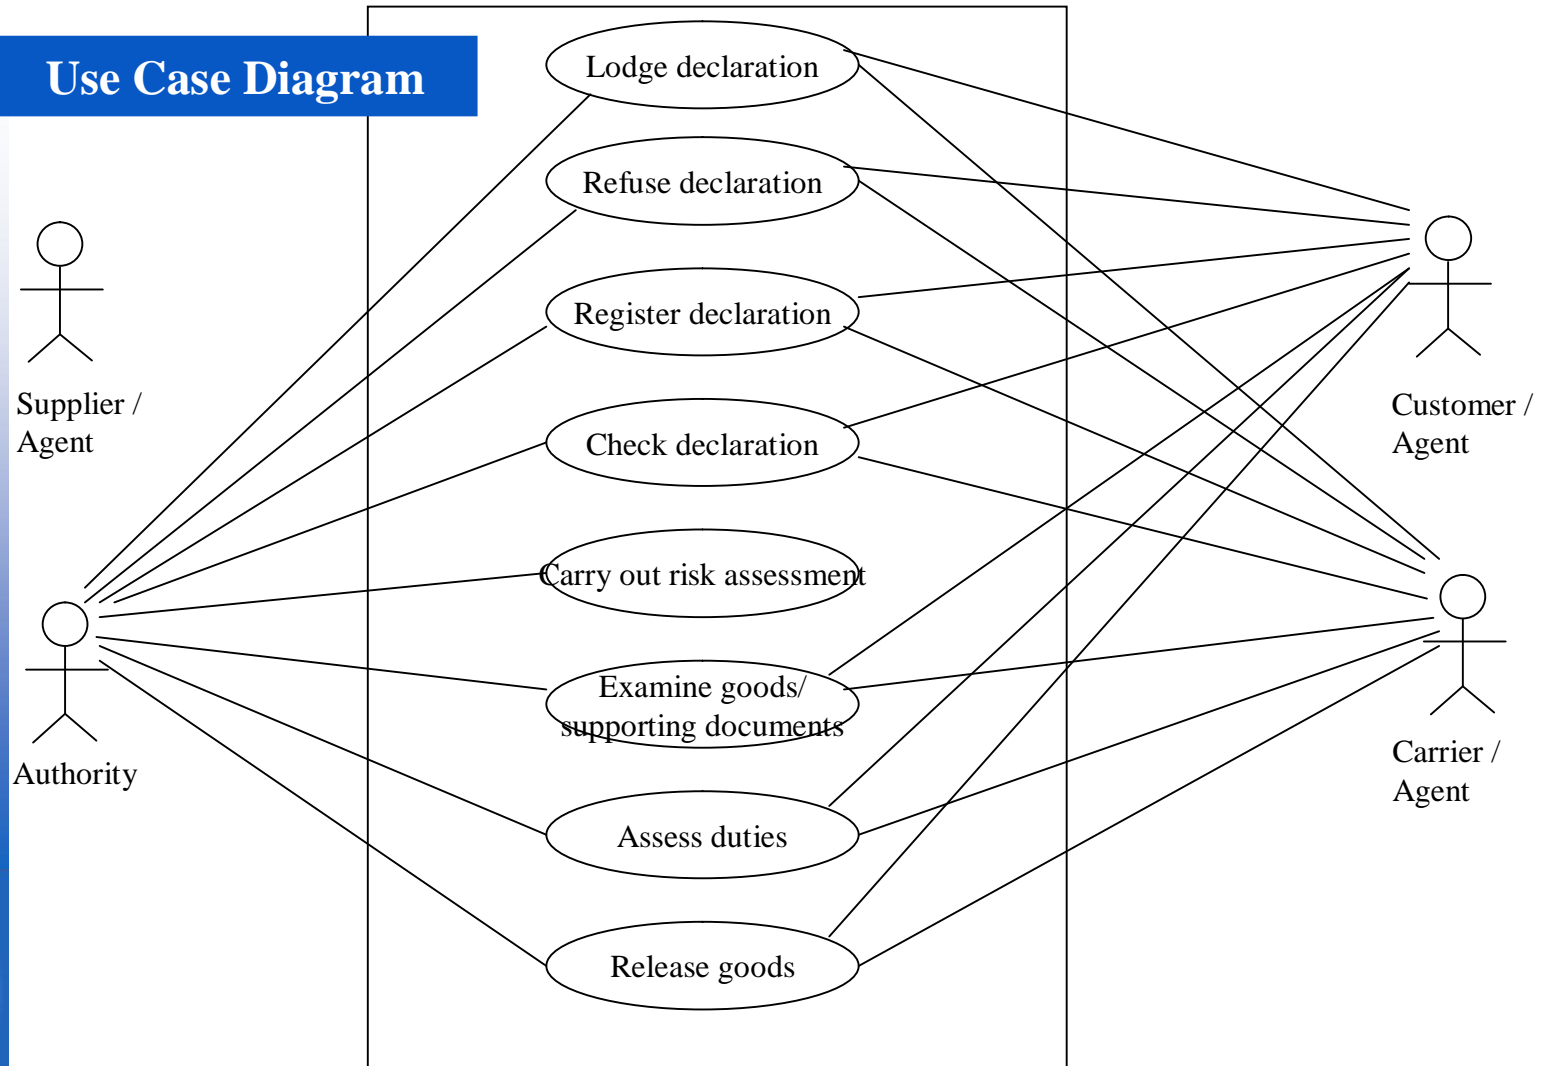 Use Case Diagram
Lodge declaration
Refuse declaration
Register declaration
Check declaration
Carry out risk assessment
Examine goods/
supporting documents
Assess duties
Release goods
Supplier /
Agent
Authority
Customer /
Agent
Carrier /
Agent